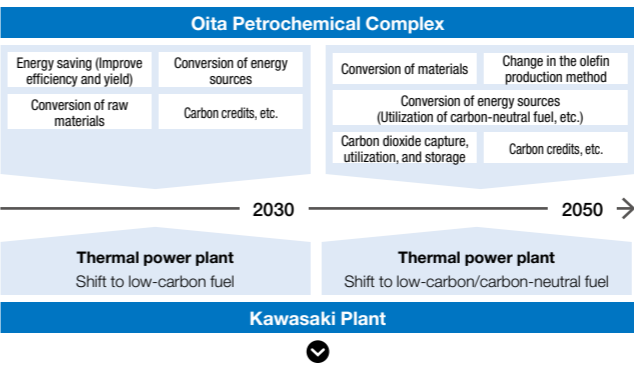 Oita Petrochemical Complex
Energy saving (Improve
efficiency and yield)
Conversion of energy
sources
Conversion of raw
materials
Carbon credits, etc.
Conversion of materials
Change in the olefin
production method
Conversion of energy sources
(Utilization of carbon-neutral fuel, etc.)
Carbon dioxide capture,
utilization, and storage
Carbon credits, etc.
2030
2050
Thermal power plant
Shift to low-carbon fuel
Thermal power plant
Shift to low-carbon/carbon-neutral fuel
Kawasaki Plant